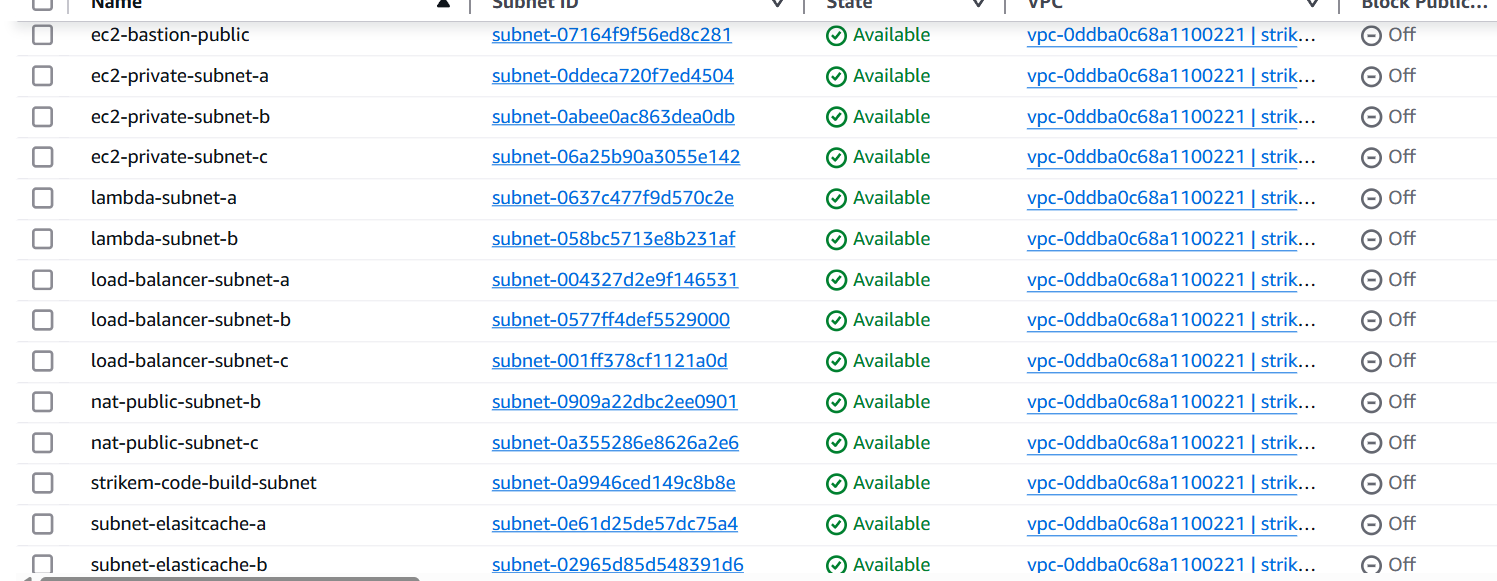 Name Subnet ID State VPC Block Public...
ec2-bastion-public subnet-07164f9f56ed8c281 Available vpc-0ddba0c68a1100221 | strik... Off
ec2-private-subnet-a subnet-0ddeca720f7ed4504 Available vpc-0ddba0c68a1100221 | strik... Off
ec2-private-subnet-b subnet-0abee0ac863dea0db Available vpc-0ddba0c68a1100221 | strik... Off
ec2-private-subnet-c subnet-06a25b90a3055e142 Available vpc-0ddba0c68a1100221 | strik... Off
lambda-subnet-a subnet-0637c477f9d570c2e Available vpc-0ddba0c68a1100221 | strik... Off
lambda-subnet-b subnet-058bc5713e8b231af Available vpc-0ddba0c68a1100221 | strik... Off
load-balancer-subnet-a subnet-004327d2e9f146531 Available vpc-0ddba0c68a1100221 | strik... Off
load-balancer-subnet-b subnet-0577ff4def5529000 Available vpc-0ddba0c68a1100221 | strik... Off
load-balancer-subnet-c subnet-001ff378cf1121a0d Available vpc-0ddba0c68a1100221 | strik... Off
nat-public-subnet-b subnet-0909a22dbc2ee0901 Available vpc-0ddba0c68a1100221 | strik... Off
nat-public-subnet-c subnet-0a355286e8626a2e6 Available vpc-0ddba0c68a1100221 | strik... Off
strikem-code-build-subnet subnet-0a9946ced149c8b8e Available vpc-0ddba0c68a1100221 | strik... Off
subnet-elasitcache-a subnet-0e61d25de57dc75a4 Available vpc-0ddba0c68a1100221 | strik... Off
subnet-elasticache-b subnet-02965d85d548391d6 Available vpc-0ddba0c68a1100221 | strik... Off